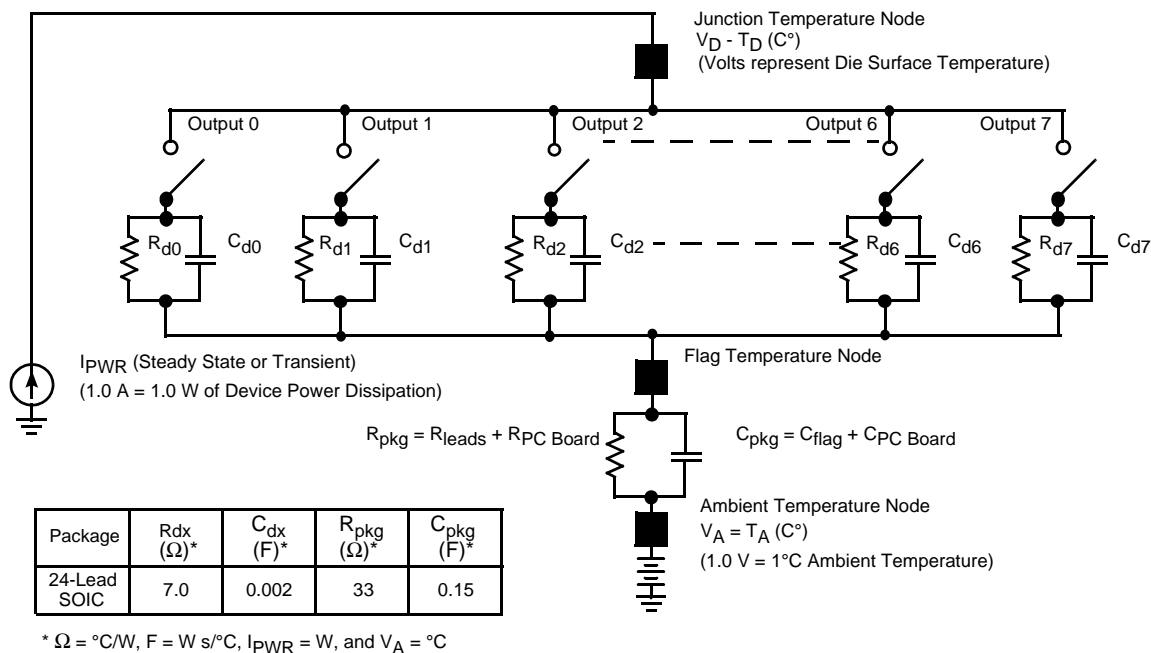 Junction Temperature Node
V_D - T_D (C°)
(Volts represent Die Surface Temperature)
Output 0
Output 1
Output 2
Output 6
Output 7
R_d0
C_d0
R_d1
C_d1
R_d2
C_d2
R_d6
C_d6
R_d7
C_d7
I_PWR (Steady State or Transient)
(1.0 A = 1.0 W of Device Power Dissipation)
Flag Temperature Node
R_pkg = R_leads + R_PC Board
C_pkg = C_flag + C_PC Board
Ambient Temperature Node
V_A = T_A (C°)
(1.0 V = 1°C Ambient Temperature)
Package Rdx (Ω)* C_dx (F)* R_pkg (Ω)* C_pkg (F)*
24-Lead SOIC 7.0 0.002 33 0.15
* Ω = °C/W, F = W s/°C, I_PWR = W, and V_A = °C